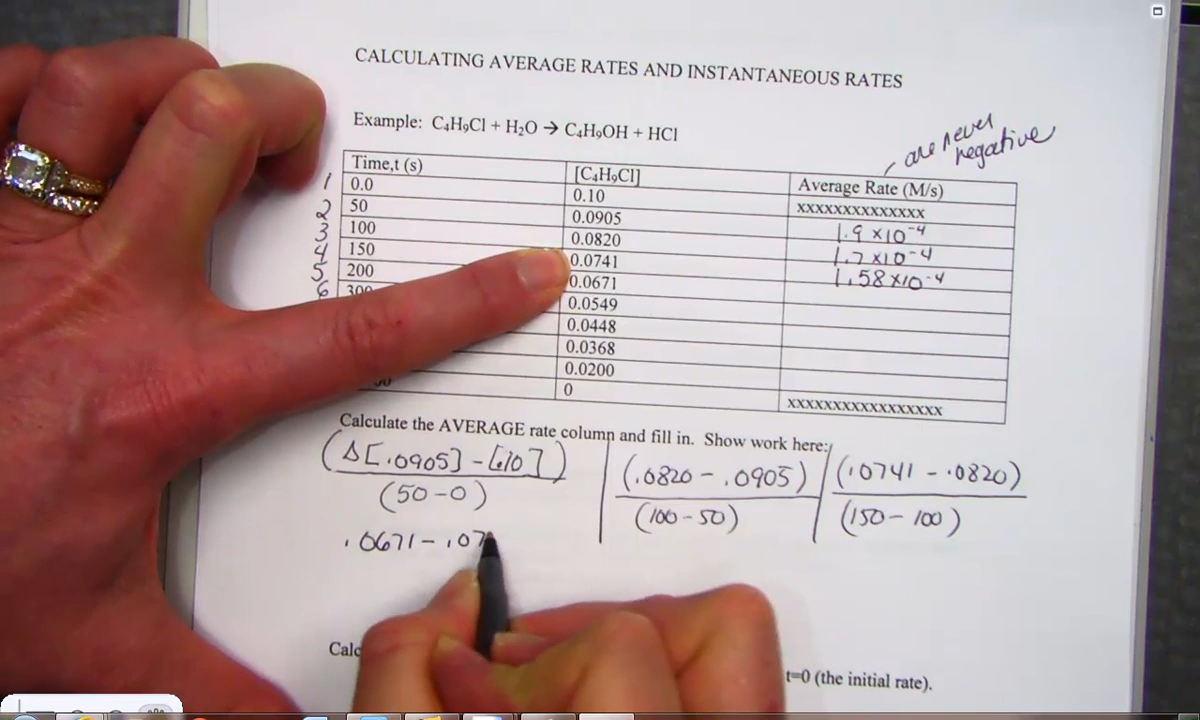 CALCULATING AVERAGE RATES AND INSTANTANEOUS RATES
are never
negative
Example: C₄H₉Cl + H₂O → C₄H₉OH + HCl
Time,t (s) [C₄H₉Cl] Average Rate (M/s)
1 0.0 0.10 xxxxxxxxxxxxxx
2 50 0.0905 1.9 x10⁻⁴
3 100 0.0820 1.7 x10⁻⁴
4 150 0.0741 1.58x10⁻⁴
5 200 0.0671
6 300 0.0549
0.0448
0.0368
0.0200
0 xxxxxxxxxxxxxxxxx
Calculate the AVERAGE rate column and fill in. Show work here:
(Δ[.0905] - [.10]) (.0820 - .0905) (.0741 - .0820)
(50 - 0) (100 - 50) (150 - 100)
.0671 - .07
t=0 (the initial rate).